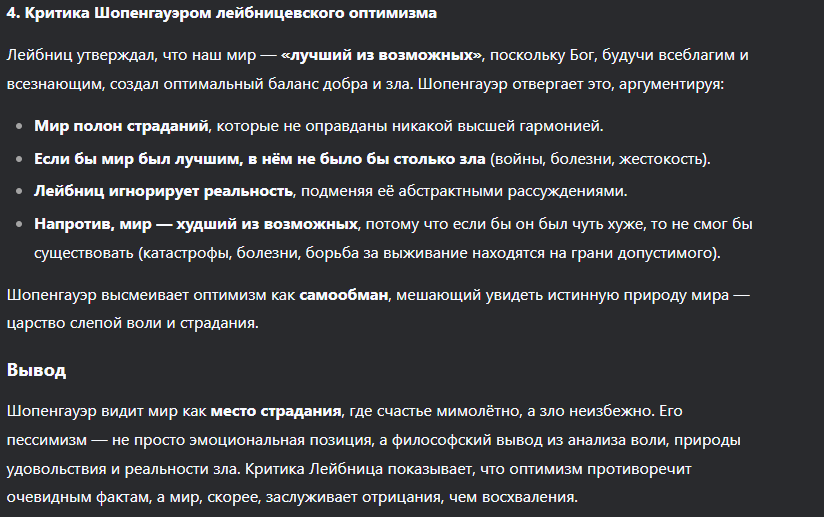 4. Критика Шопенгауэром лейбницевского оптимизма
Лейбниц утверждал, что наш мир — «лучший из возможных», поскольку Бог, будучи всеблагим и
всезнающим, создал оптимальный баланс добра и зла. Шопенгауэр отвергает это, аргументируя:
• Мир полон страданий, которые не оправданы никакой высшей гармонией.
• Если бы мир был лучшим, в нём не было бы столько зла (войны, болезни, жестокость).
• Лейбниц игнорирует реальность, подменяя её абстрактными рассуждениями.
• Напротив, мир — худший из возможных, потому что если бы он был чуть хуже, то не смог бы
существовать (катастрофы, болезни, борьба за выживание находятся на грани допустимого).
Шопенгауэр высмеивает оптимизм как самообман, мешающий увидеть истинную природу мира —
царство слепой воли и страдания.
Вывод
Шопенгауэр видит мир как место страдания, где счастье мимолётно, а зло неизбежно. Его
пессимизм — не просто эмоциональная позиция, а философский вывод из анализа воли, природы
удовольствия и реальности зла. Критика Лейбница показывает, что оптимизм противоречит
очевидным фактам, а мир, скорее, заслуживает отрицания, чем восхваления.